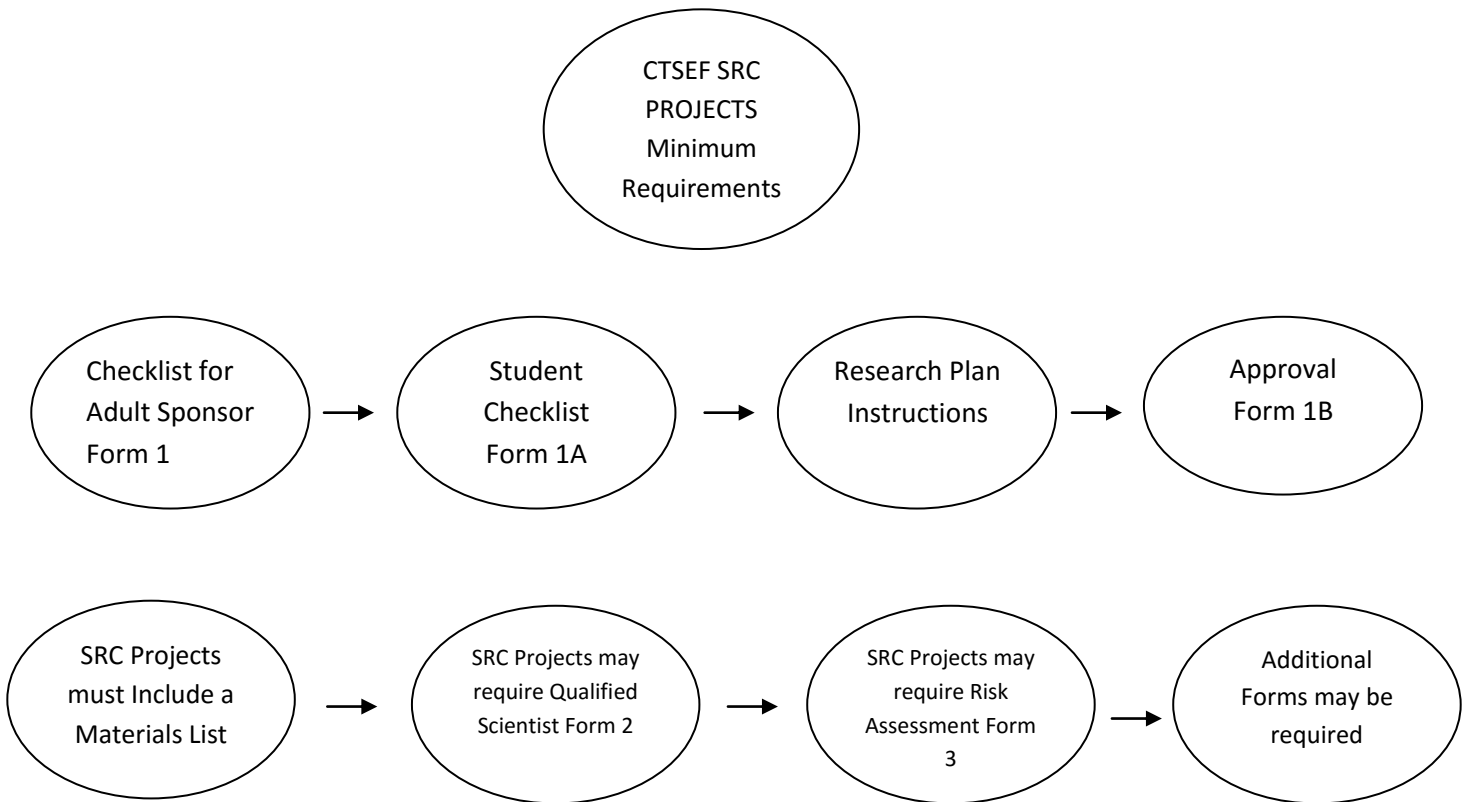 CTSEF SRC
PROJECTS
Minimum
Requirements
Checklist for
Adult Sponsor
Form 1
Student
Checklist
Form 1A
Research Plan
Instructions
Approval
Form 1B
SRC Projects
must Include a
Materials List
SRC Projects may
require Qualified
Scientist Form 2
SRC Projects may
require Risk
Assessment Form
3
Additional
Forms may be
required